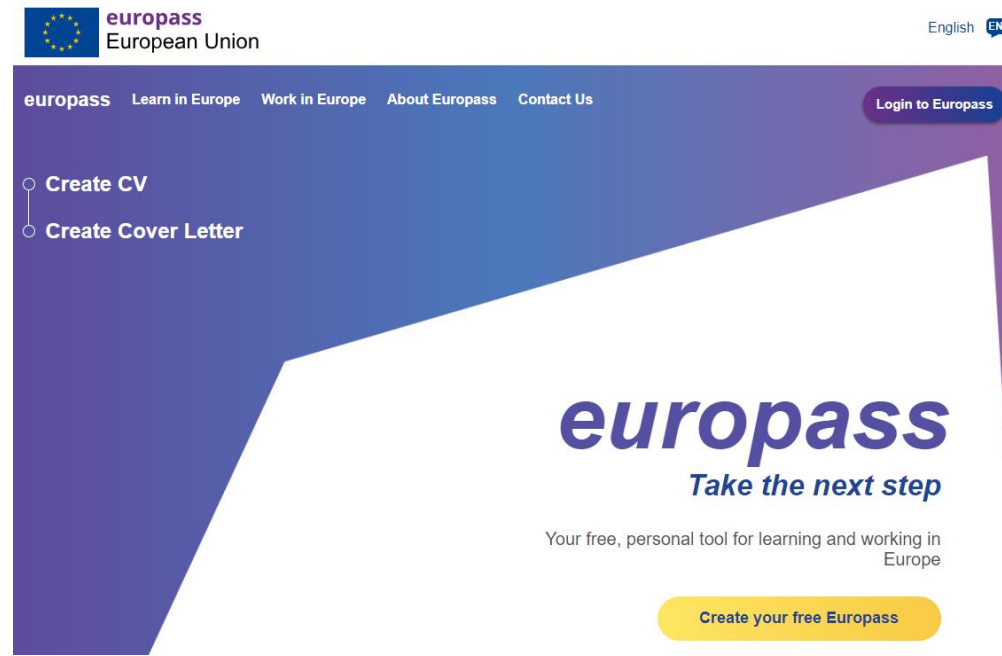 europass
European Union
English EN
europass Learn in Europe Work in Europe About Europass Contact Us Login to Europass
Create CV
Create Cover Letter
europass
Take the next step
Your free, personal tool for learning and working in
Europe
Create your free Europass